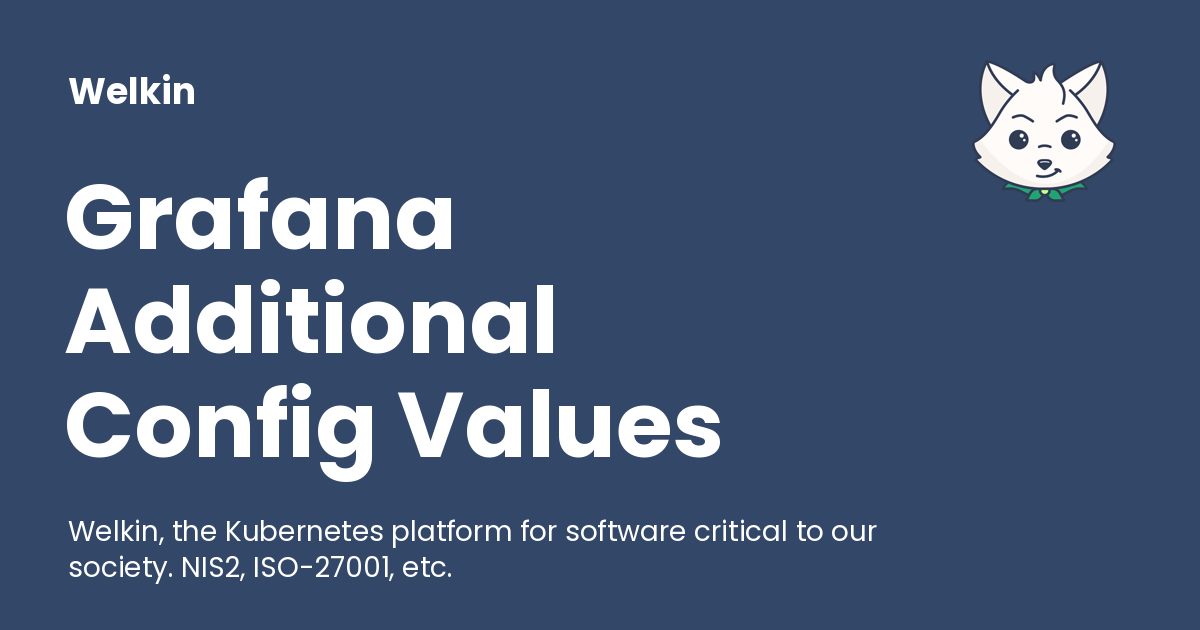 Welkin
Grafana
Additional
Config Values
Welkin, the Kubernetes platform for software critical to our
society. NIS2, ISO-27001, etc.